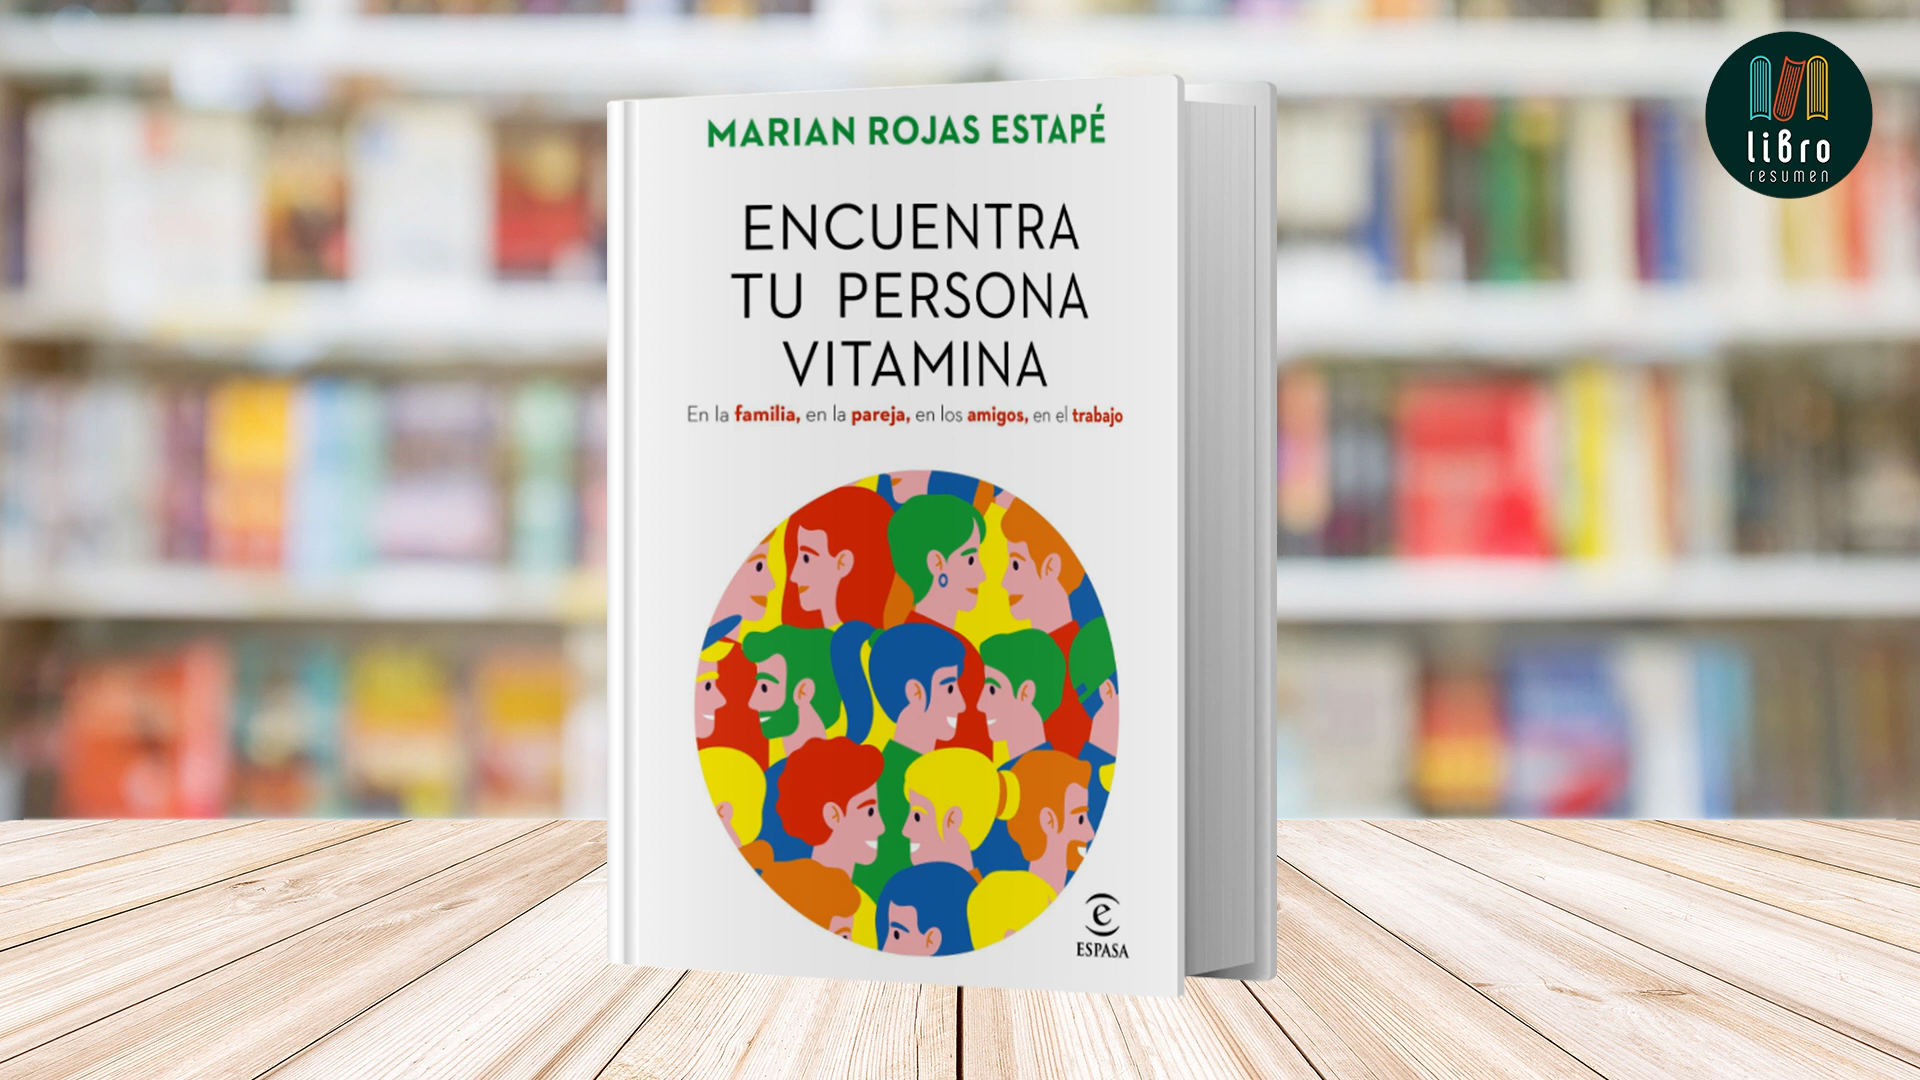 MARIAN ROJAS ESTAPÉ
ENCUENTRA
TU PERSONA
VITAMINA
En la familia, en la pareja, en los amigos, en el trabajo
e
ESPASA
libro
resumen